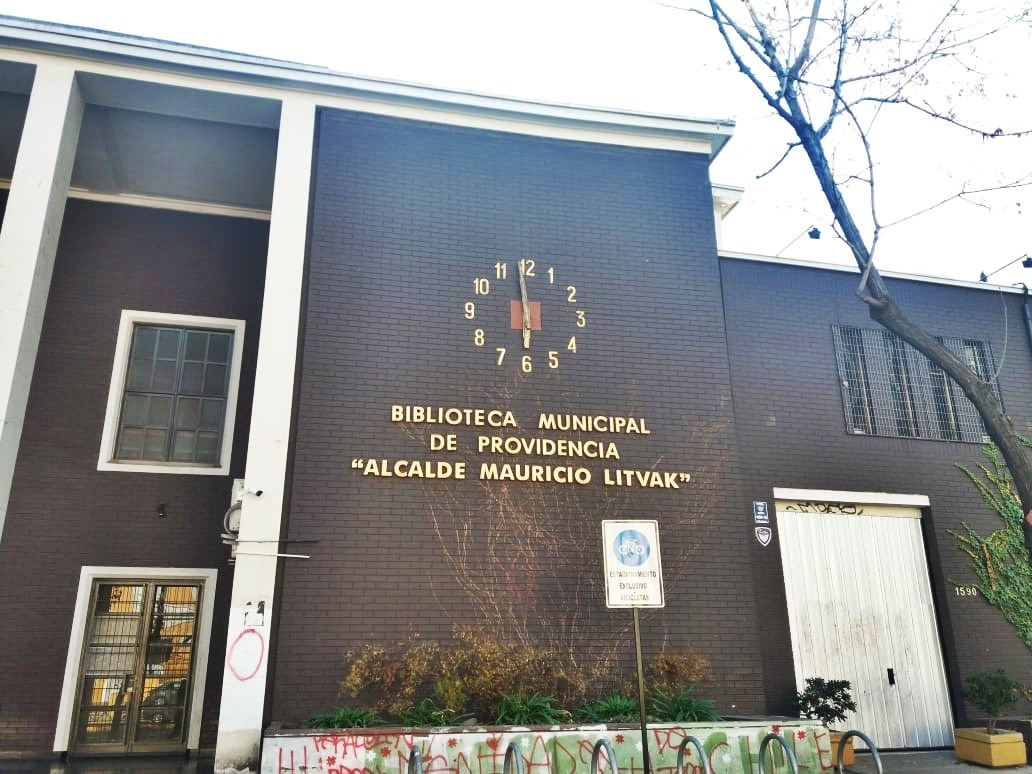 12
11
1
10
2
9
3
8
4
7
5
6
BIBLIOTECA MUNICIPAL
DE PROVIDENCIA
“ALCALDE MAURICIO LITVAK”
ESTACIONAMIENTO
EXCLUSIVO
BICICLETAS
1590